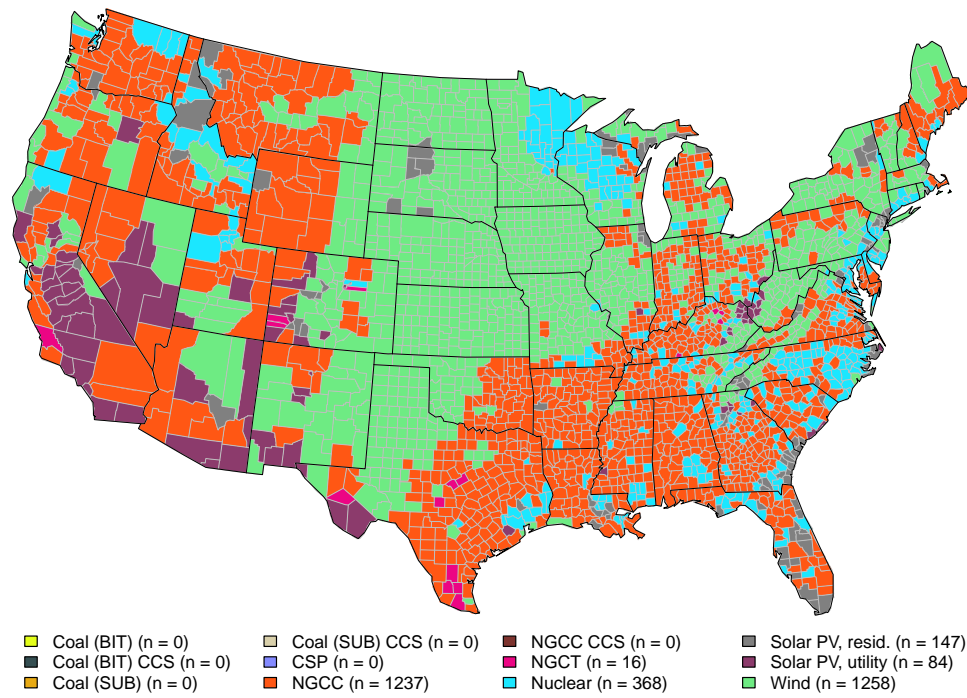 Coal (BIT) (n = 0)
Coal (BIT) CCS (n = 0)
Coal (SUB) (n = 0)
Coal (SUB) CCS (n = 0)
CSP (n = 0)
NGCC (n = 1237)
NGCC CCS (n = 0)
NGCT (n = 16)
Nuclear (n = 368)
Solar PV, resid. (n = 147)
Solar PV, utility (n = 84)
Wind (n = 1258)